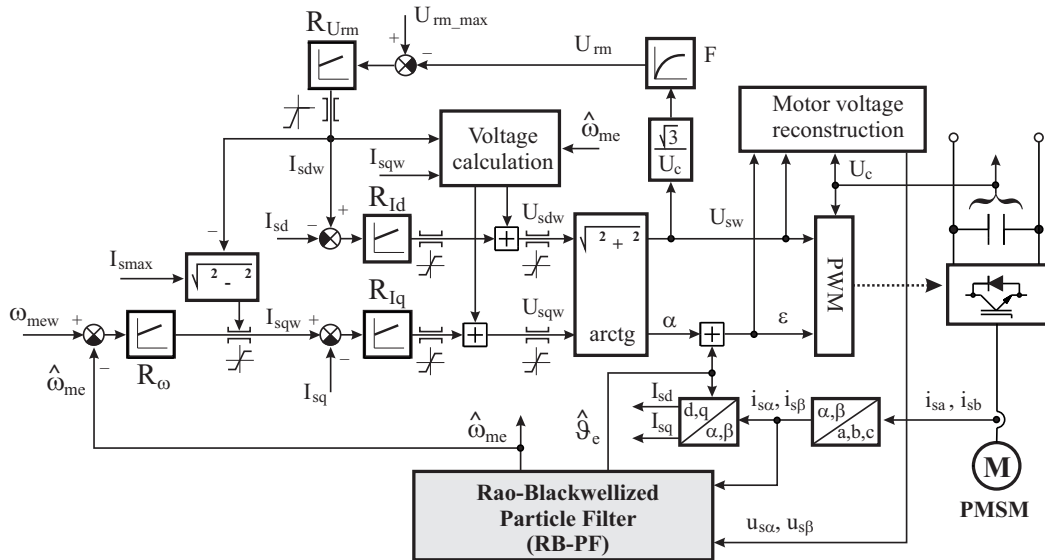 R_Urm
U_rm_max
+
−
U_rm
F
Motor voltage
reconstruction
Voltage
calculation
ω̂_me
√3
U_c
U_c
I_sdw
I_sqw
R_Id
U_sdw
U_sw
I_sd
−
+
+
√ 2 + 2
PWM
−
I_smax
√ 2 - 2
R_Iq
U_sqw
ω_mew
+
I_sqw
+
−
+
arctg
α
+
ε
−
R_ω
ω̂_me
I_sq
I_sd
I_sq
d,q
α,β
i_sα, i_sβ
α,β
a,b,c
i_sa, i_sb
ω̂_me
ϑ̂_e
M
PMSM
Rao-Blackwellized
Particle Filter
(RB-PF)
u_sα, u_sβ